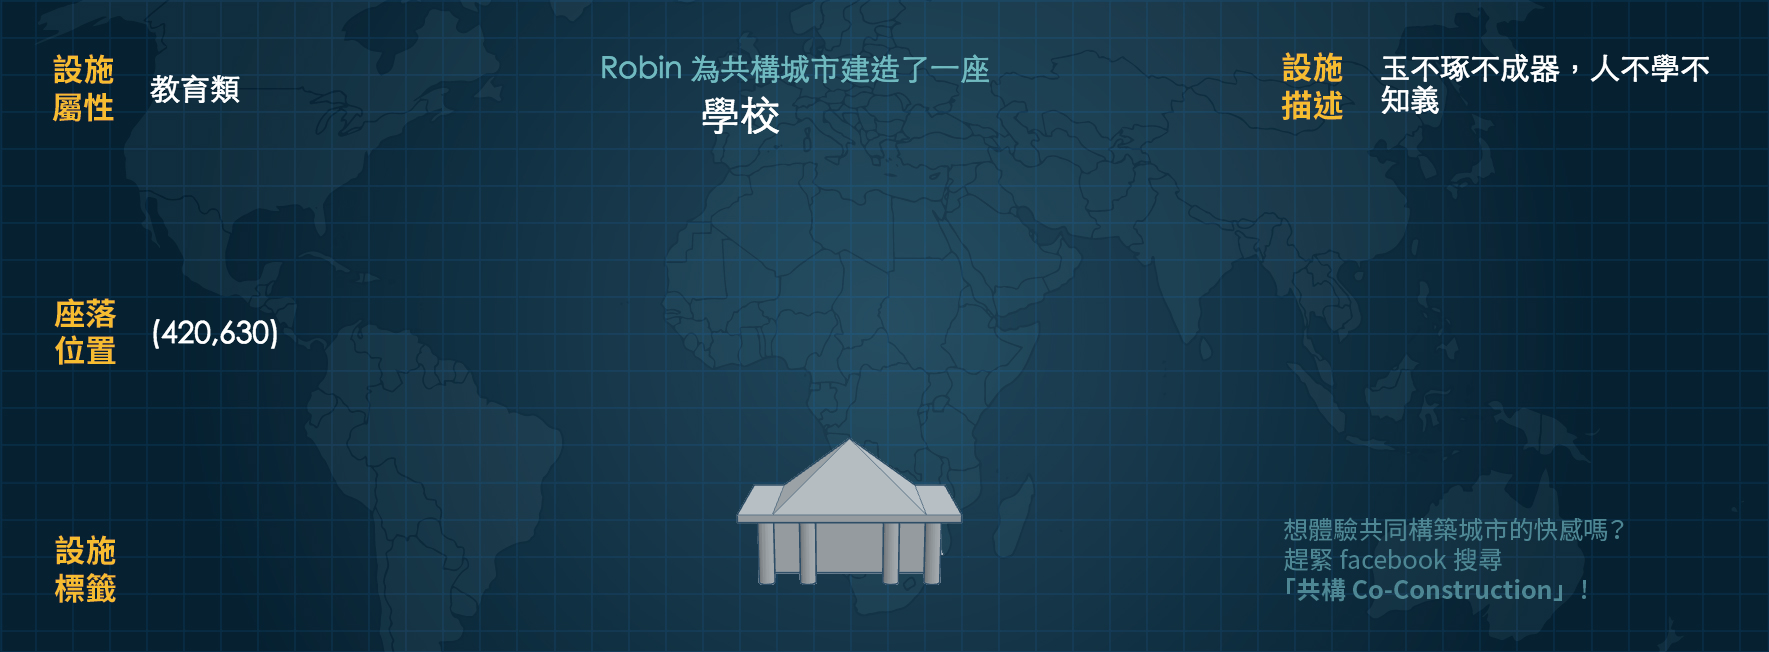 設施
屬性
教育類
Robin 為共構城市建造了一座
學校
設施
描述
玉不琢不成器，人不學不
知義
座落
位置
(420,630)
設施
標籤
想體驗共同構築城市的快感嗎？
趕緊 facebook 搜尋
「共構 Co-Construction」！